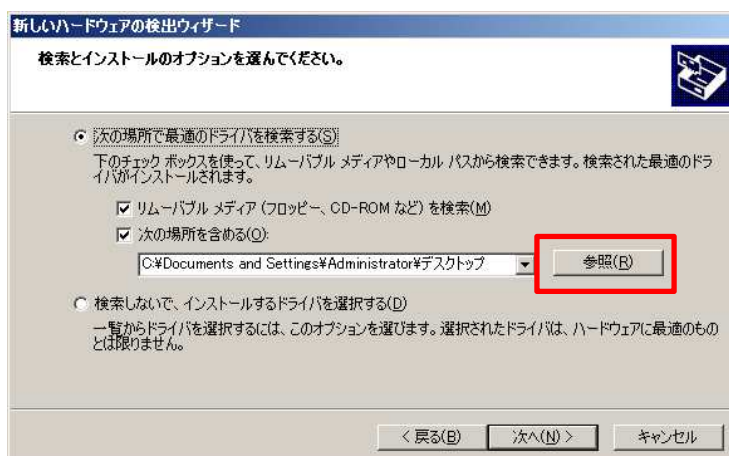 新しいハードウェアの検出ウィザード
検索とインストールのオプションを選んでください。
次の場所で最適のドライバを検索する(S)
下のチェック ボックスを使って、リムーバブル メディアやローカル パスから検索できます。検索された最適のドラ
イバがインストールされます。
リムーバブル メディア (フロッピー、CD-ROM など) を検索(M)
次の場所を含める(O):
C:¥Documents and Settings¥Administrator¥デスクトップ
参照(R)
検索しないで、インストールするドライバを選択する(D)
一覧からドライバを選択するには、このオプションを選びます。選択されたドライバは、ハードウェアに最適のもの
とは限りません。
< 戻る(B) 次へ(N) > キャンセル